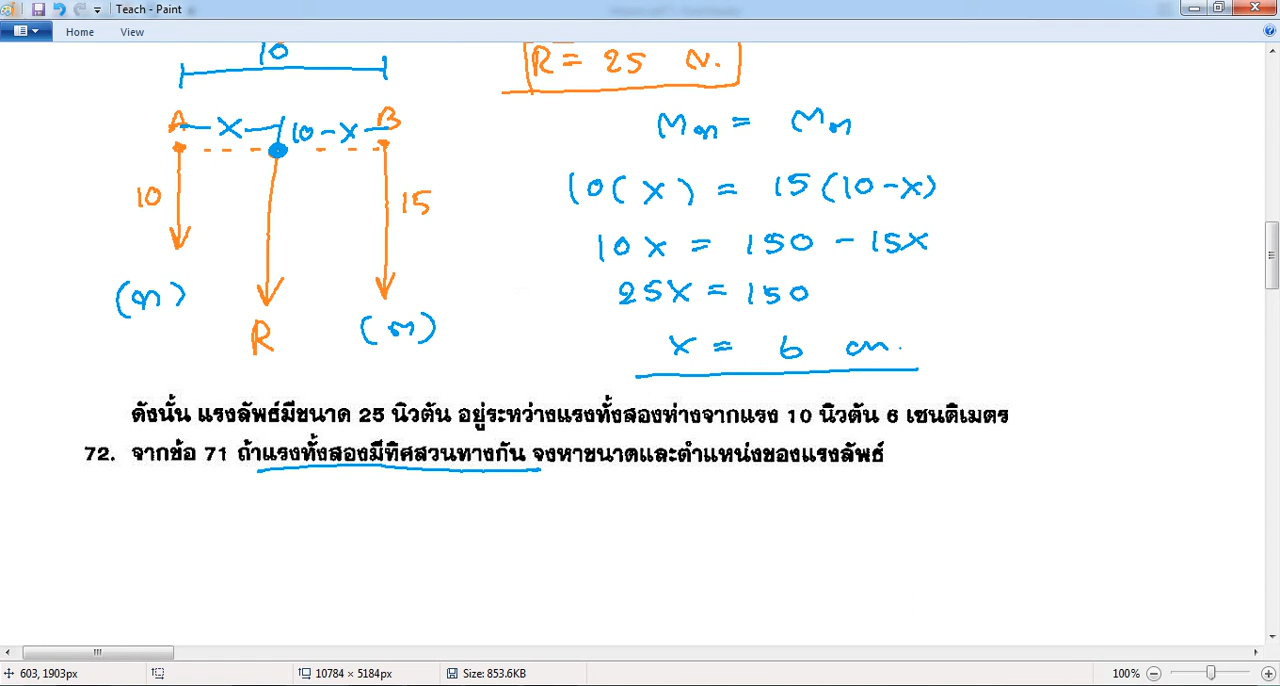 Teach - Paint
Home View
10
R = 25 N.
A x 10-x B
10
15
R
Mท = Mต
10(x) = 15(10-x)
10x = 150 - 15x
25x = 150
x = 6 cm.
ดังนั้น แรงลัพธ์มีขนาด 25 นิวตัน อยู่ระหว่างแรงทั้งสองห่างจากแรง 10 นิวตัน 6 เซนติเมตร
72. จากข้อ 71 ถ้าแรงทั้งสองมีทิศสวนทางกัน จงหาขนาดและตำแหน่งของแรงลัพธ์
603, 1903px 10784 × 5184px Size: 853.6KB 100%